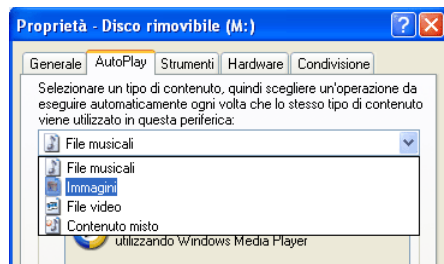 Proprietà - Disco rimovibile (M:)
Generale AutoPlay Strumenti Hardware Condivisione
Selezionare un tipo di contenuto, quindi scegliere un'operazione da
eseguire automaticamente ogni volta che lo stesso tipo di contenuto
viene utilizzato in questa periferica:
File musicali
File musicali
Immagini
File video
Contenuto misto
utilizzando Windows Media Player